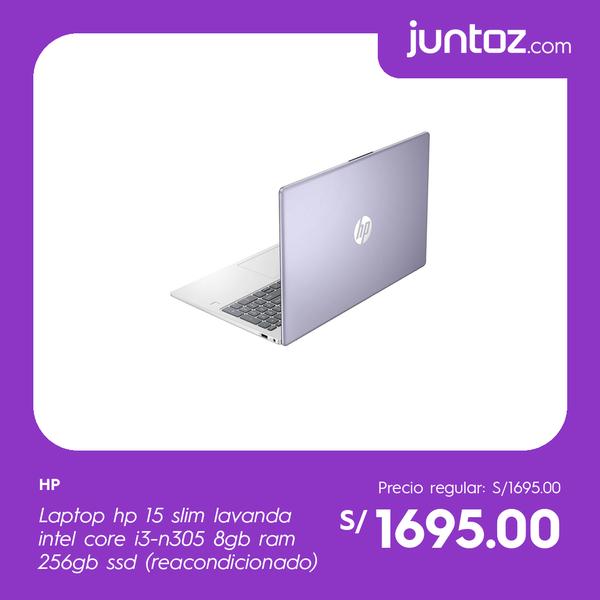 juntoz.com
hp
HP
Laptop hp 15 slim lavanda
intel core i3-n305 8gb ram
256gb ssd (reacondicionado)
Precio regular: S/1695.00
S/ 1695.00